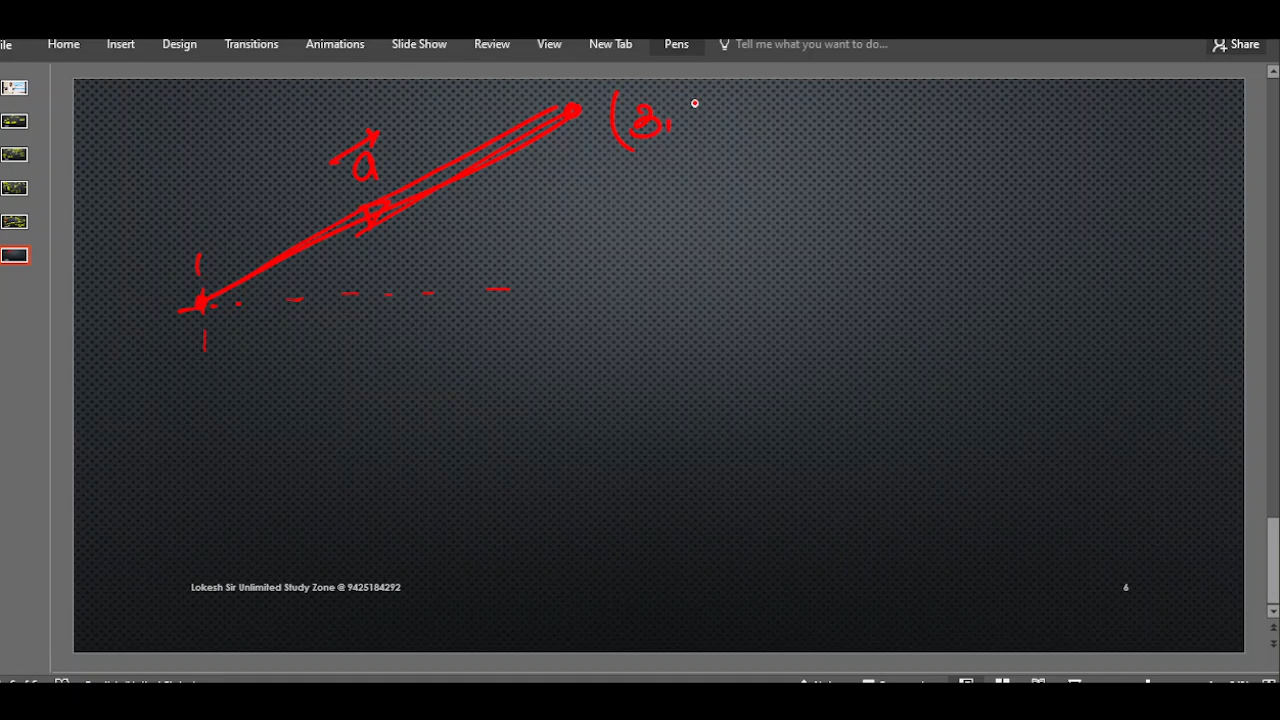 File Home Insert Design Transitions Animations Slide Show Review View New Tab Pens Tell me what you want to do... Share
a
Lokesh Sir Unlimited Study Zone @ 9425184292
6